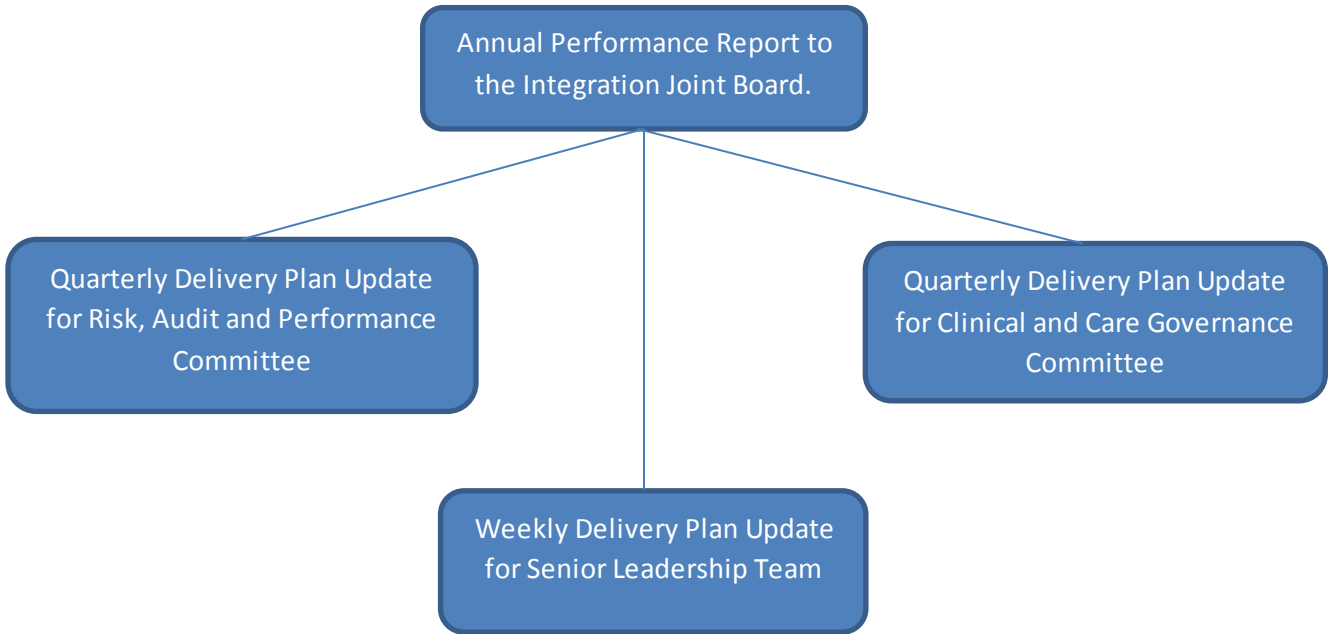 Annual Performance Report to
the Integration Joint Board.
Quarterly Delivery Plan Update
for Risk, Audit and Performance
Committee
Quarterly Delivery Plan Update
for Clinical and Care Governance
Committee
Weekly Delivery Plan Update
for Senior Leadership Team